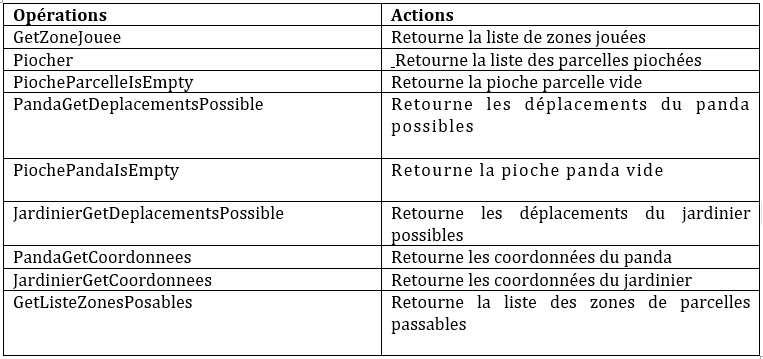 Opérations Actions
GetZoneJouee Retourne la liste de zones jouées
Piocher Retourne la liste des parcelles piochées
PiocheParcelleIsEmpty Retourne la pioche parcelle vide
PandaGetDeplacementsPossible Retourne les déplacements du panda
possibles
PiochePandaIsEmpty Retourne la pioche panda vide
JardinierGetDeplacementsPossible Retourne les déplacements du jardinier
possibles
PandaGetCoordonnees Retourne les coordonnées du panda
JardinierGetCoordonnees Retourne les coordonnées du jardinier
GetListeZonesPosables Retourne la liste des zones de parcelles
passables